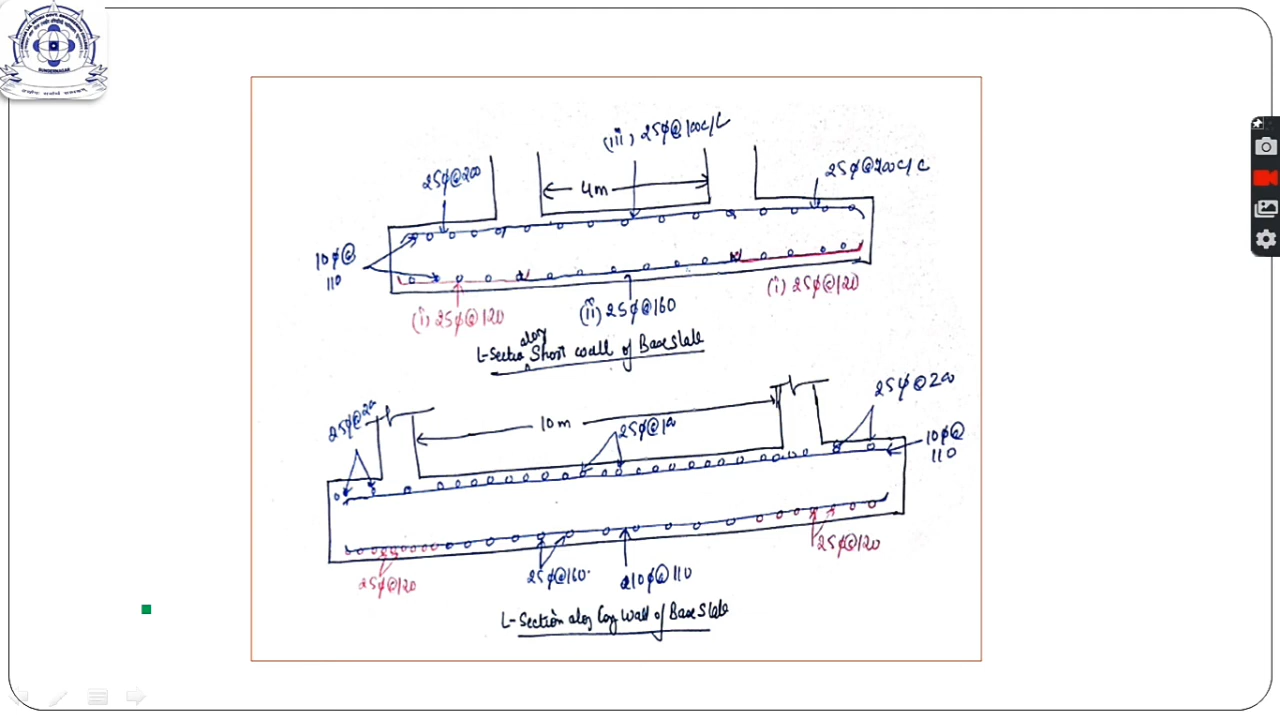 (iii) 25φ@100C/C
25φ@200
4m
25φ@200C/C
10φ@
110
(i) 25φ@120
(ii) 25φ@160
(i) 25φ@120
L-Section along Short wall of Base Slab
25φ@200
10m
25φ@10
25φ@200
10φ@
110
25φ@120
25φ@160
210φ@110
25φ@120
L-Section along Long Wall of Base Slab